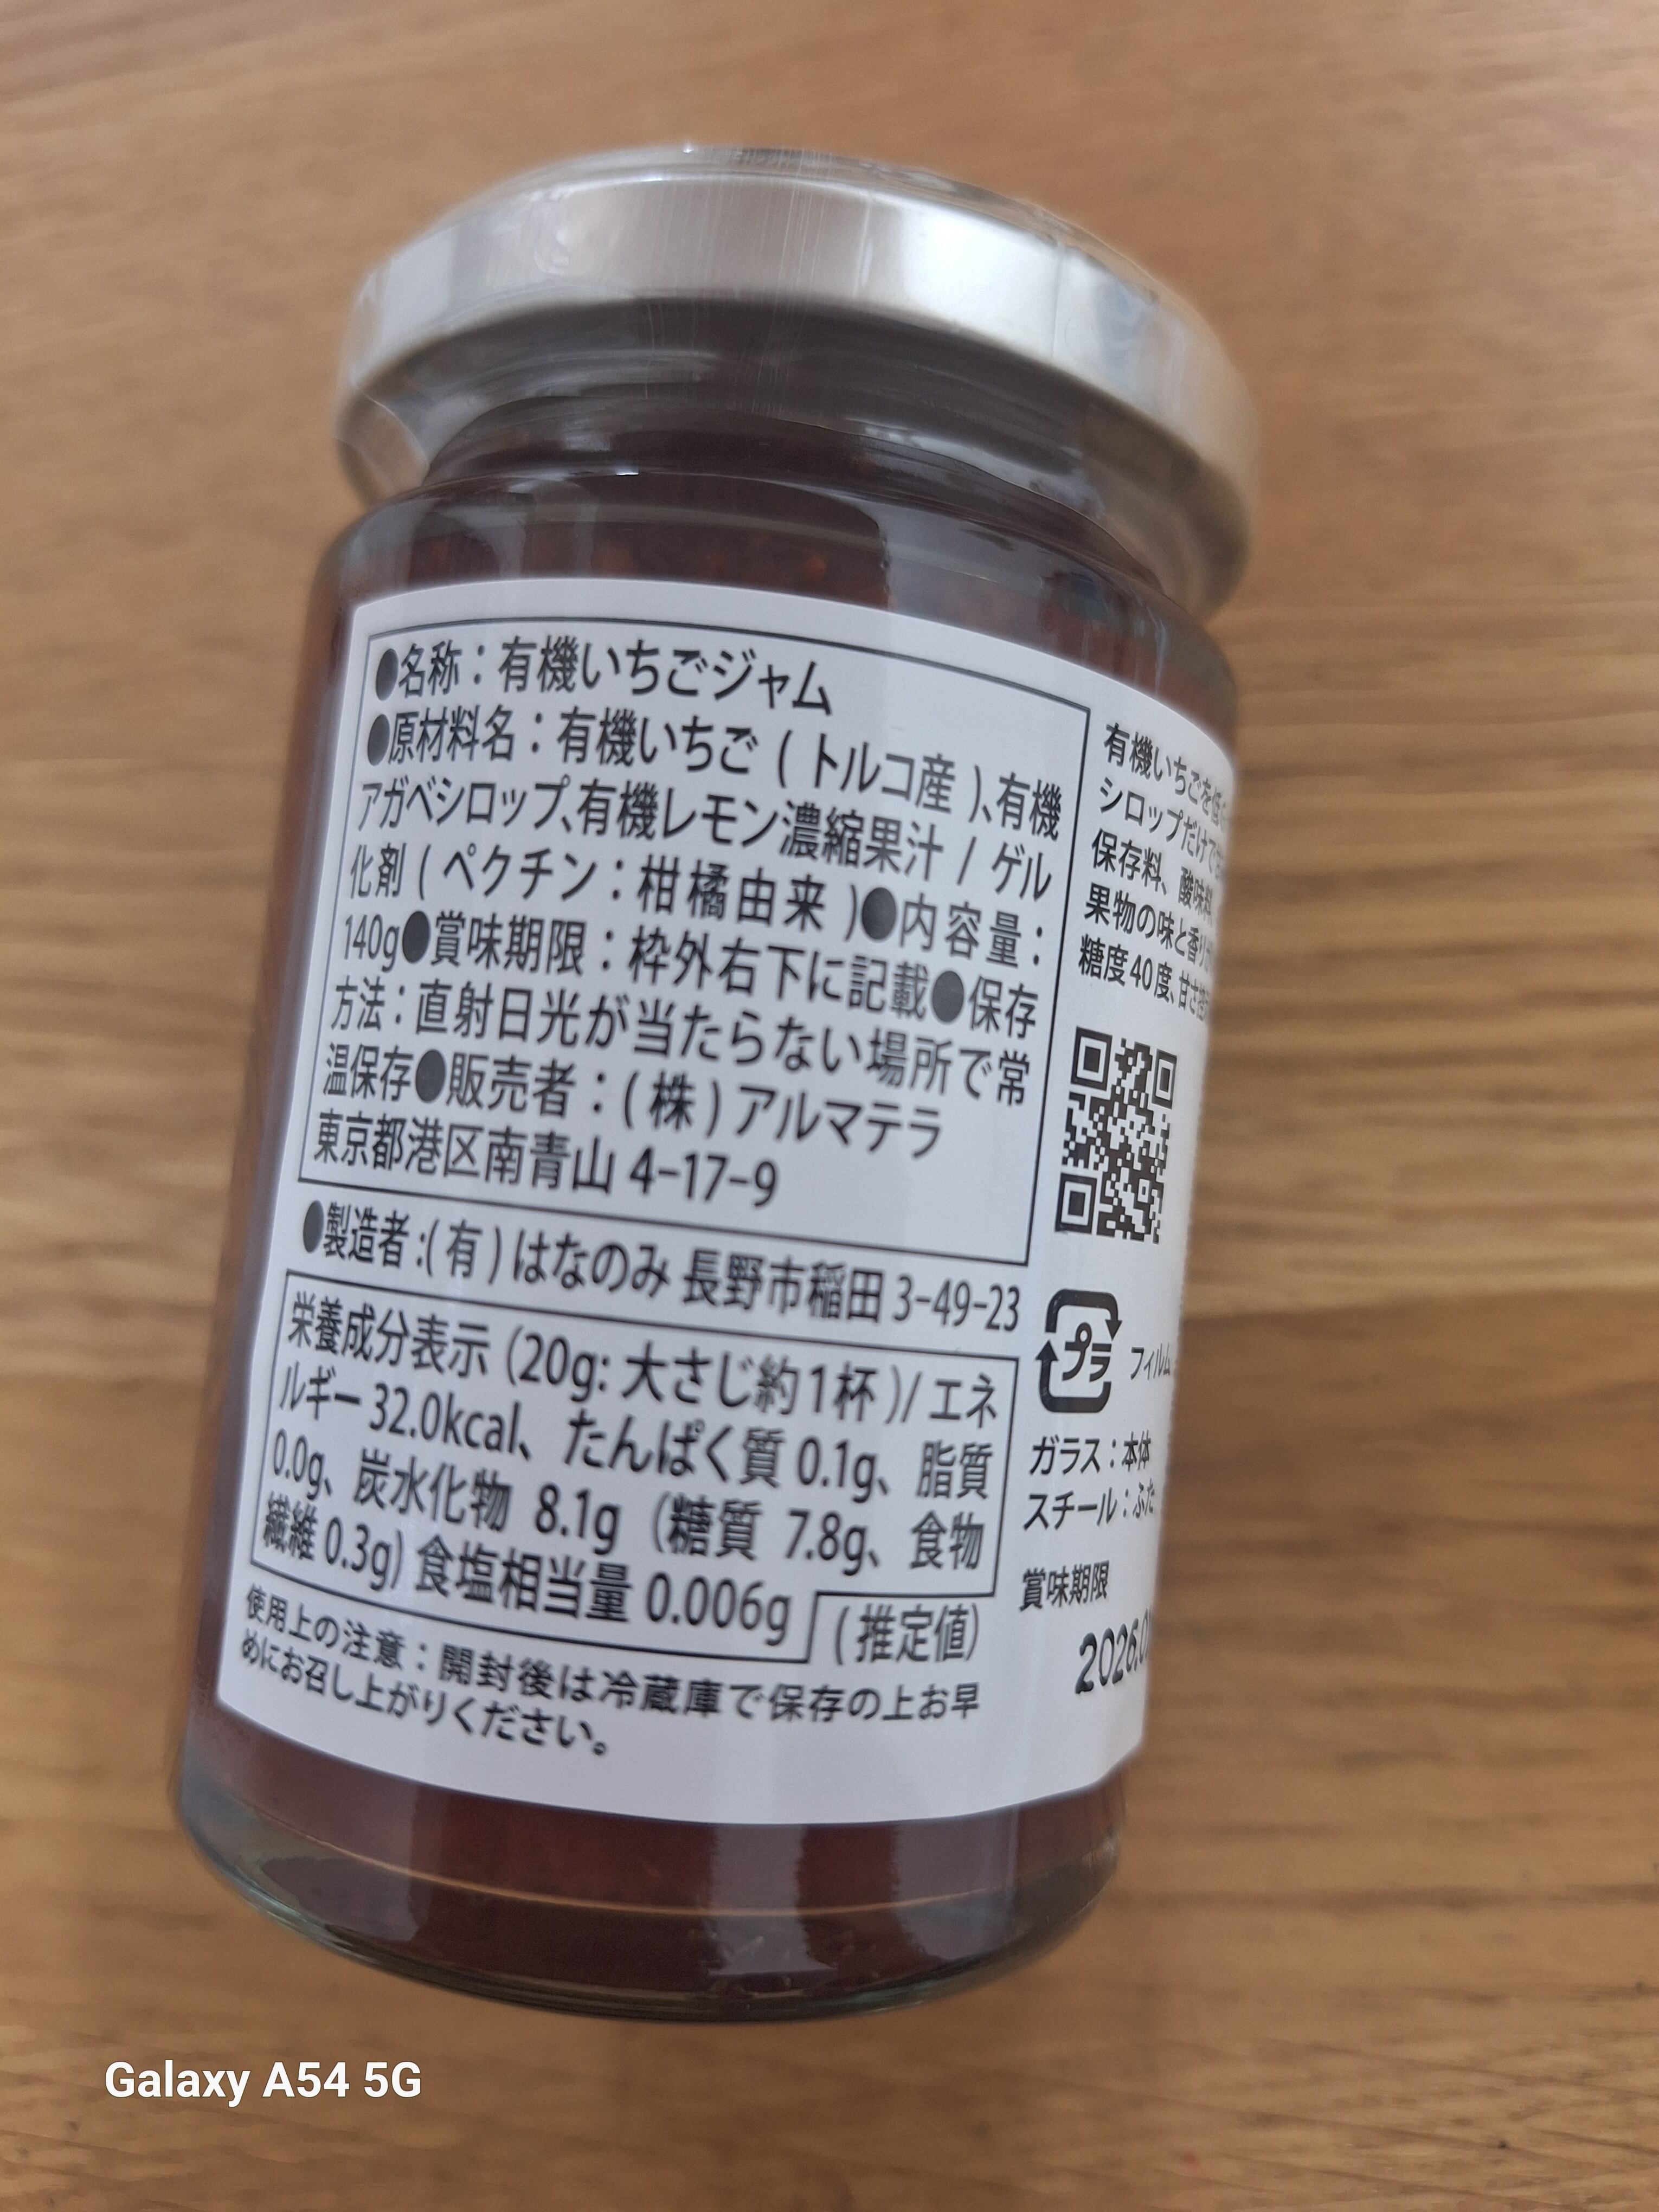 ●名称：有機いちごジャム
●原材料名：有機いちご(トルコ産)、有機
アガベシロップ、有機レモン濃縮果汁/ゲル
化剤(ペクチン：柑橘由来)●内容量：
140g●賞味期限：枠外右下に記載●保存
方法：直射日光が当たらない場所で常
温保存●販売者：(株)アルマテラ
東京都港区南青山 4-17-9
●製造者:(有)はなのみ 長野市稲田 3-49-23
栄養成分表示 (20g: 大さじ約1杯)/ エネ
ルギー 32.0kcal、たんぱく質 0.1g、脂質
0.0g、炭水化物 8.1g (糖質 7.8g、食物
繊維 0.3g) 食塩相当量 0.006g
(推定値)
使用上の注意：開封後は冷蔵庫で保存の上お早
めにお召し上がりください。
有機いちごを
シロップだけで
保存料、酸味料
果物の味と香り
糖度40度、甘さ
プラ
フィルム
ガラス：本体
スチール：ふた
賞味期限
2026.0
Galaxy A54 5G